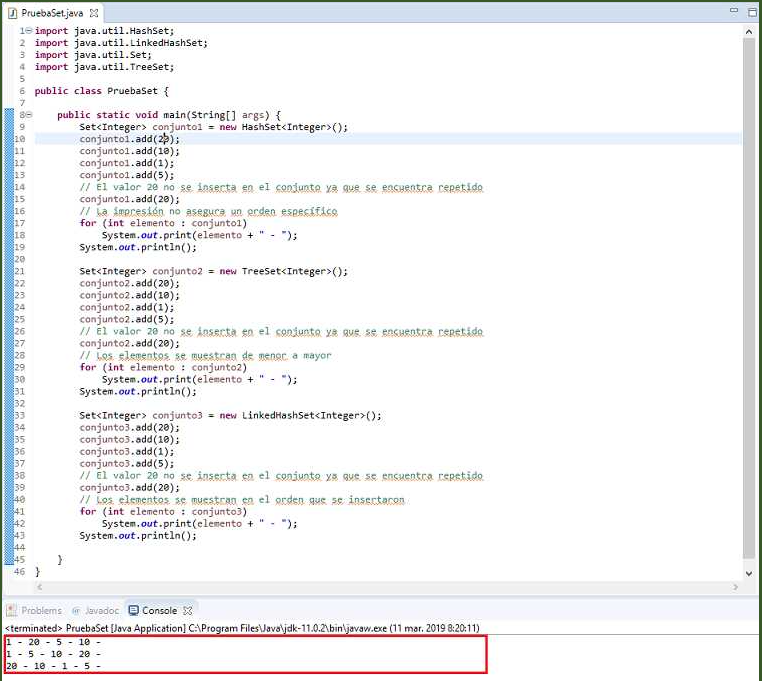 PruebaSet.java
1 import java.util.HashSet;
2 import java.util.LinkedHashSet;
3 import java.util.Set;
4 import java.util.TreeSet;
5
6 public class PruebaSet {
7
8     public static void main(String[] args) {
9         Set<Integer> conjunto1 = new HashSet<Integer>();
10         conjunto1.add(20);
11         conjunto1.add(10);
12         conjunto1.add(1);
13         conjunto1.add(5);
14         // El valor 20 no se inserta en el conjunto ya que se encuentra repetido
15         conjunto1.add(20);
16         // La impresión no asegura un orden específico
17         for (int elemento : conjunto1)
18             System.out.print(elemento + " - ");
19         System.out.println();
20
21         Set<Integer> conjunto2 = new TreeSet<Integer>();
22         conjunto2.add(20);
23         conjunto2.add(10);
24         conjunto2.add(1);
25         conjunto2.add(5);
26         // El valor 20 no se inserta en el conjunto ya que se encuentra repetido
27         conjunto2.add(20);
28         // Los elementos se muestran de menor a mayor
29         for (int elemento : conjunto2)
30             System.out.print(elemento + " - ");
31         System.out.println();
32
33         Set<Integer> conjunto3 = new LinkedHashSet<Integer>();
34         conjunto3.add(20);
35         conjunto3.add(10);
36         conjunto3.add(1);
37         conjunto3.add(5);
38         // El valor 20 no se inserta en el conjunto ya que se encuentra repetido
39         conjunto3.add(20);
40         // Los elementos se muestran en el orden que se insertaron
41         for (int elemento : conjunto3)
42             System.out.print(elemento + " - ");
43         System.out.println();
44
45     }
46 }
Problems @ Javadoc Console
<terminated> PruebaSet [Java Application] C:\Program Files\Java\jdk-11.0.2\bin\javaw.exe (11 mar. 2019 8:20:11)
1 - 20 - 5 - 10 -
1 - 5 - 10 - 20 -
20 - 10 - 1 - 5 -